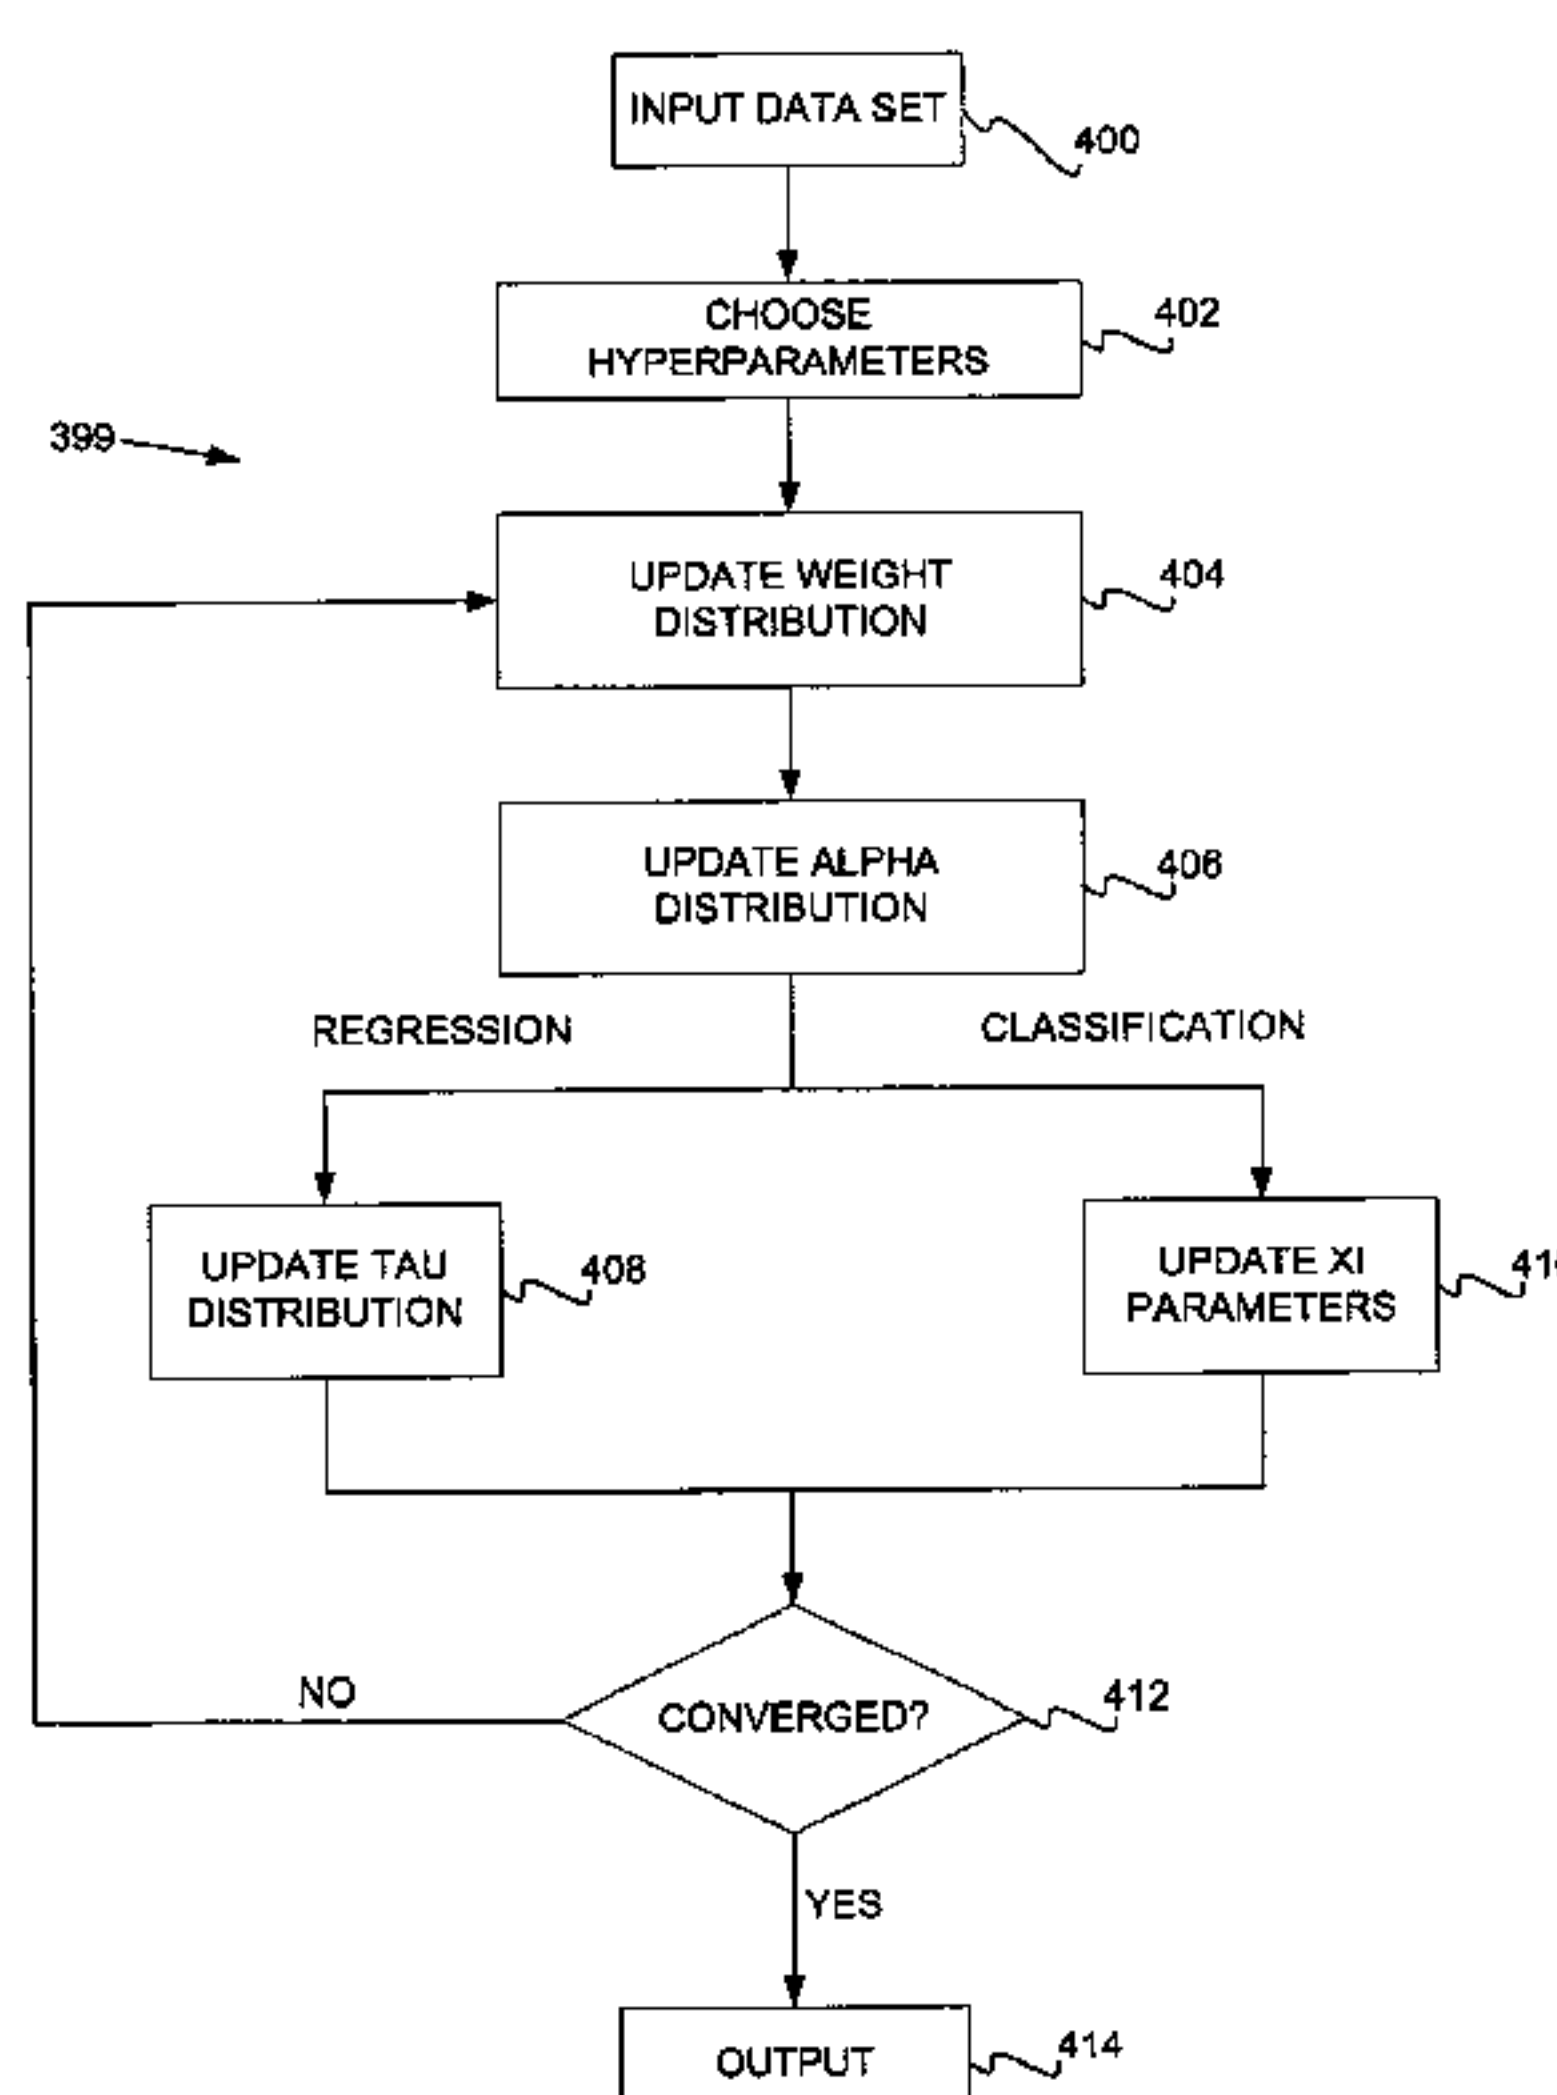 INPUT DATA SET
400
CHOOSE
HYPERPARAMETERS
402
399
UPDATE WEIGHT
DISTRIBUTION
404
UPDATE ALPHA
DISTRIBUTION
406
REGRESSION
CLASSIFICATION
UPDATE TAU
DISTRIBUTION
408
UPDATE XI
PARAMETERS
CONVERGED?
412
NO
YES
OUTPUT
414